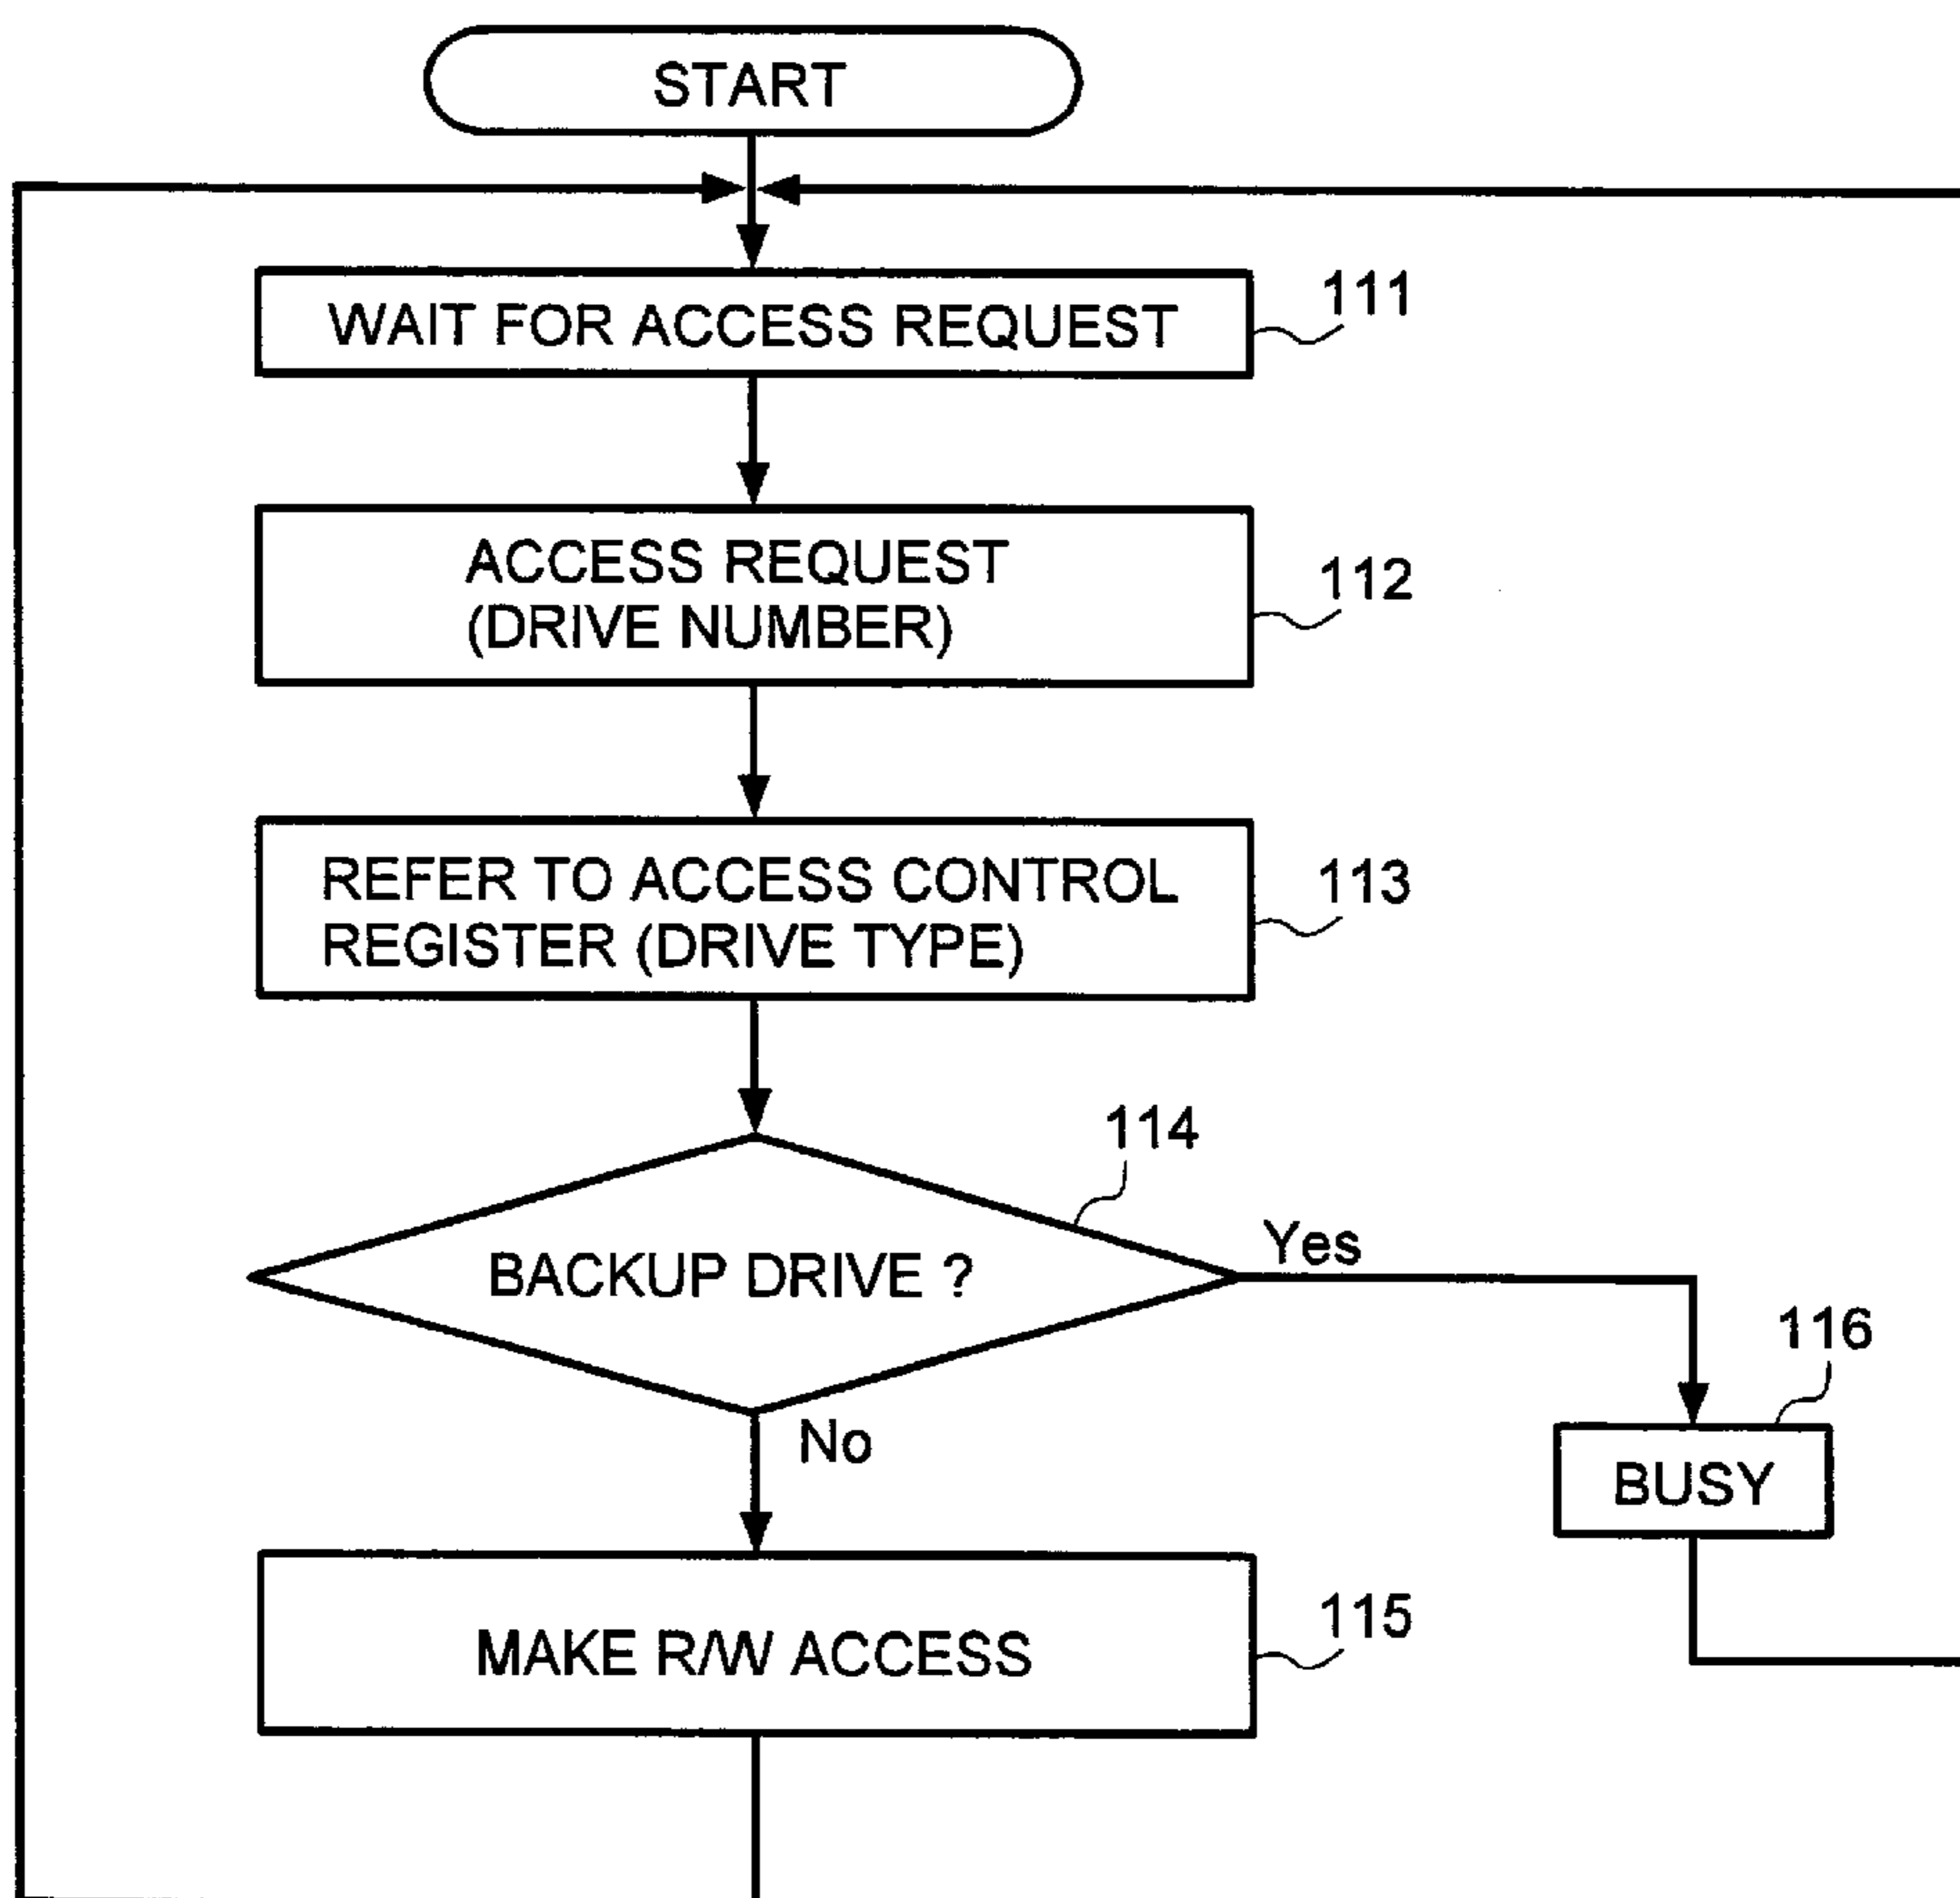 START
WAIT FOR ACCESS REQUEST
111
ACCESS REQUEST
(DRIVE NUMBER)
112
REFER TO ACCESS CONTROL
REGISTER (DRIVE TYPE)
113
114
BACKUP DRIVE ?
Yes
116
No
BUSY
MAKE R/W ACCESS
115